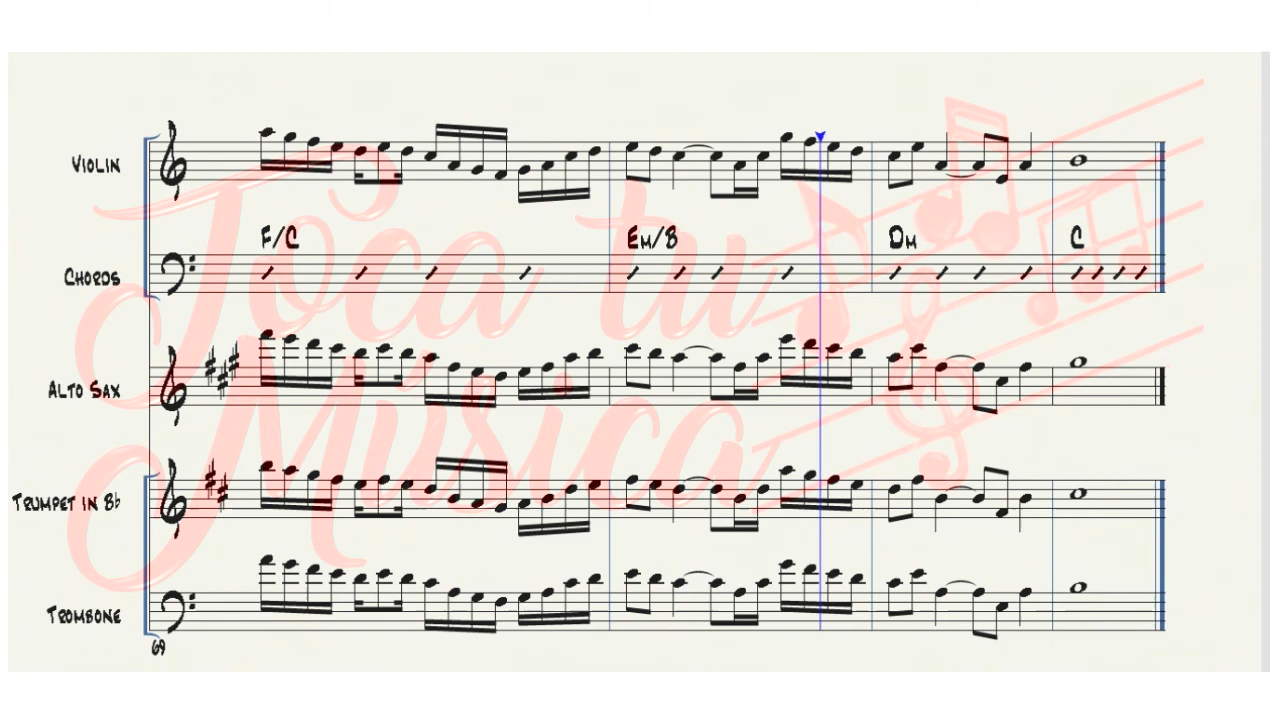 VIOLIN
F/C EM/B DM C
CHORDS
Toca tu
Música
ALTO SAX
TRUMPET IN B♭
TROMBONE
69